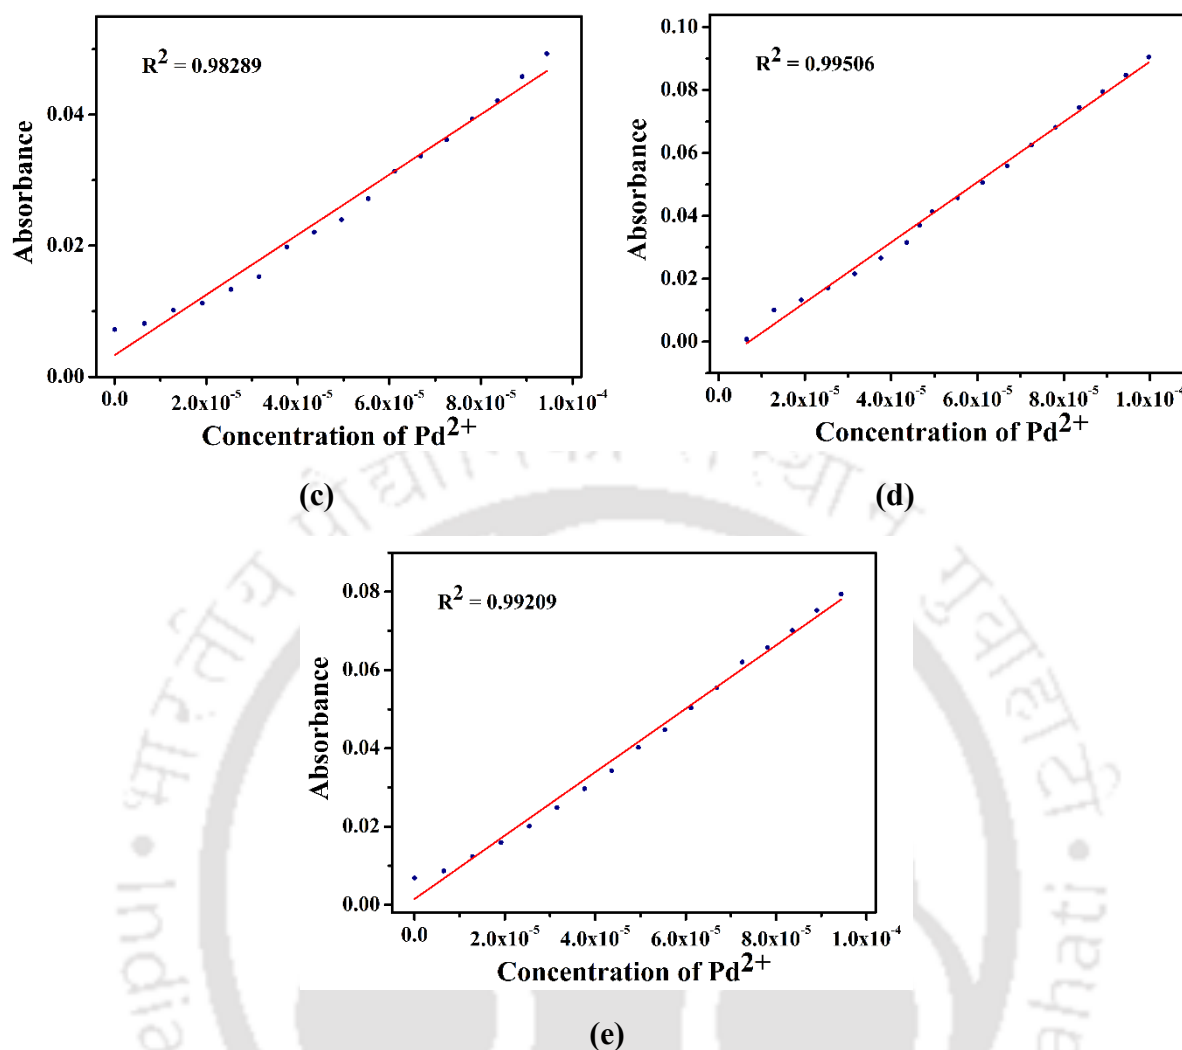 R² = 0.98289
Absorbance
0.04
0.02
0.00
0.0 2.0x10⁻⁵ 4.0x10⁻⁵ 6.0x10⁻⁵ 8.0x10⁻⁵ 1.0x10⁻⁴
Concentration of Pd²⁺
(c)
R² = 0.99506
Absorbance
0.10
0.08
0.06
0.04
0.02
0.00
0.0 2.0x10⁻⁵ 4.0x10⁻⁵ 6.0x10⁻⁵ 8.0x10⁻⁵ 1.0x10⁻⁴
Concentration of Pd²⁺
(d)
R² = 0.99209
Absorbance
0.08
0.06
0.04
0.02
0.00
0.0 2.0x10⁻⁵ 4.0x10⁻⁵ 6.0x10⁻⁵ 8.0x10⁻⁵ 1.0x10⁻⁴
Concentration of Pd²⁺
(e)
भारतीय
गुवाहाटी